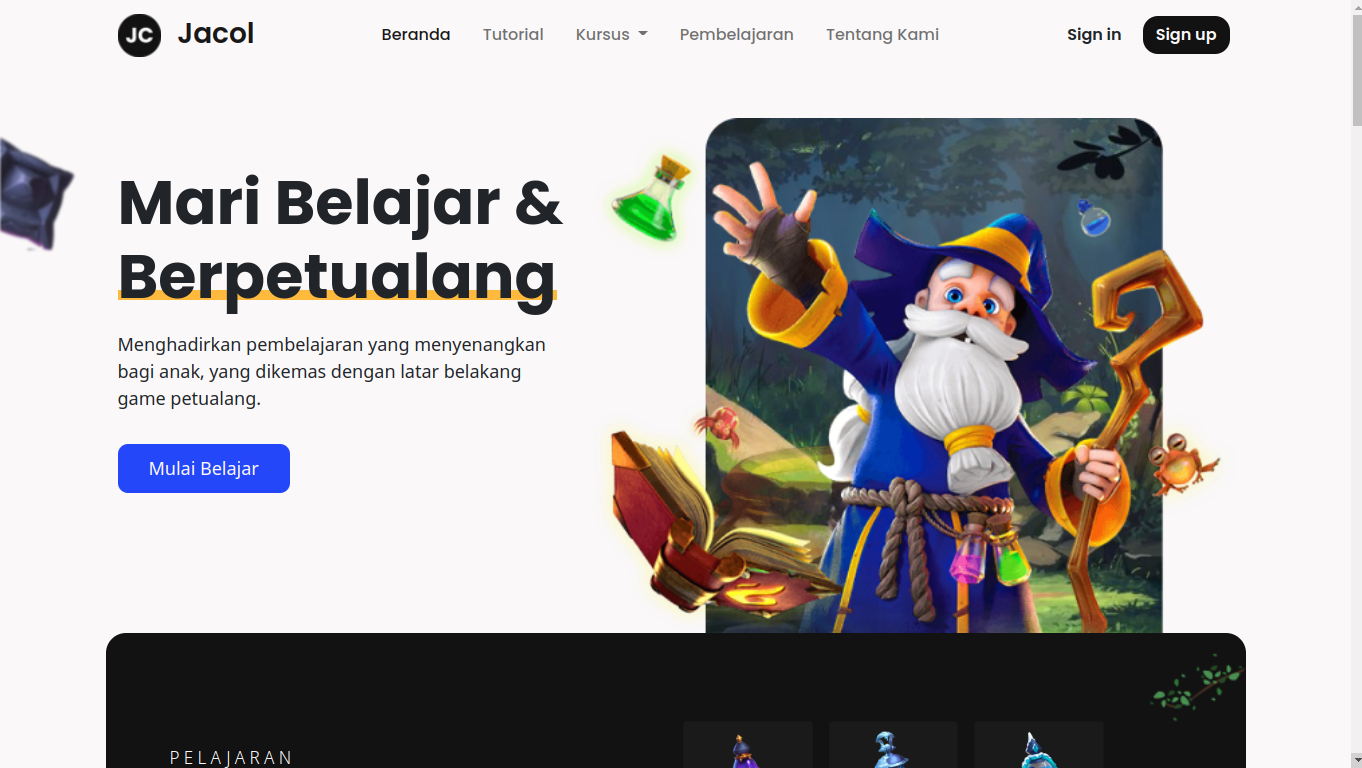 JC Jacol
Beranda Tutorial Kursus Pembelajaran Tentang Kami Sign in Sign up
Mari Belajar &
Berpetualang
Menghadirkan pembelajaran yang menyenangkan
bagi anak, yang dikemas dengan latar belakang
game petualang.
Mulai Belajar
PELAJARAN